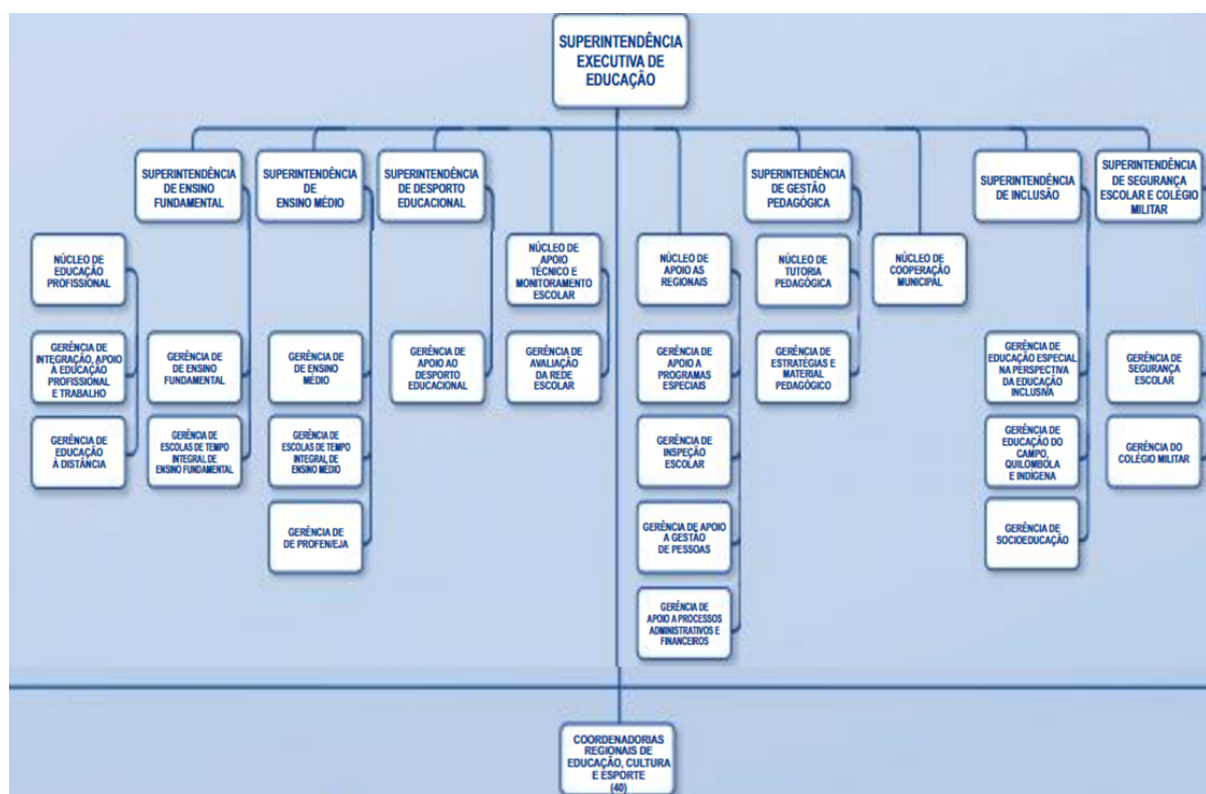 SUPERINTENDÊNCIA
EXECUTIVA DE
EDUCAÇÃO
SUPERINTENDÊNCIA
DE ENSINO
FUNDAMENTAL
SUPERINTENDÊNCIA
DE
ENSINO MÉDIO
SUPERINTENDÊNCIA
DE DESPORTO
EDUCACIONAL
SUPERINTENDÊNCIA
DE GESTÃO
PEDAGÓGICA
SUPERINTENDÊNCIA
DE INCLUSÃO
SUPERINTENDÊNCIA
DE SEGURANÇA
ESCOLAR E COLÉGIO
MILITAR
NÚCLEO DE
EDUCAÇÃO
PROFISSIONAL
NÚCLEO DE
APOIO
TÉCNICO E
MONITORAMENTO
ESCOLAR
NÚCLEO DE
APOIO AS
REGIONAIS
NÚCLEO DE
TUTORIA
PEDAGÓGICA
NÚCLEO DE
COOPERAÇÃO
MUNICIPAL
GERÊNCIA DE
INTEGRAÇÃO, APOIO
À EDUCAÇÃO
PROFISSIONAL
E TRABALHO
GERÊNCIA
DE ENSINO
FUNDAMENTAL
GERÊNCIA
DE ENSINO
MÉDIO
GERÊNCIA DE
APOIO AO
DESPORTO
EDUCACIONAL
GERÊNCIA DE
AVALIAÇÃO
DA REDE
ESCOLAR
GERÊNCIA DE
APOIO A
PROGRAMAS
ESPECIAIS
GERÊNCIA DE
ESTRATÉGIAS E
MATERIAL
PEDAGÓGICO
GERÊNCIA DE
EDUCAÇÃO ESPECIAL
NA PERSPECTIVA
DA EDUCAÇÃO
INCLUSIVA
GERÊNCIA DE
SEGURANÇA
ESCOLAR
GERÊNCIA DE
EDUCAÇÃO
À DISTÂNCIA
GERÊNCIA DE
ESCOLAS DE TEMPO
INTEGRAL DE
ENSINO FUNDAMENTAL
GERÊNCIA DE
ESCOLAS DE TEMPO
INTEGRAL DE
ENSINO MÉDIO
GERÊNCIA DE
INSPEÇÃO
ESCOLAR
GERÊNCIA DE
EDUCAÇÃO DO
CAMPO,
QUILOMBÓLA
E INDÍGENA
GERÊNCIA DO
COLÉGIO MILITAR
GERÊNCIA DE
DE PROFEN/EJA
GERÊNCIA DE APOIO
A GESTÃO
DE PESSOAS
GERÊNCIA DE
SOCIOEDUCAÇÃO
GERÊNCIA DE
APOIO A PROCESSOS
ADMINISTRATIVOS E
FINANCEIROS
COORDENADORIAS
REGIONAIS DE
EDUCAÇÃO, CULTURA
E ESPORTE
(40)